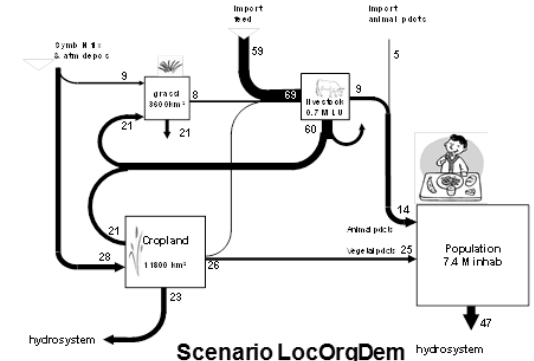 Import
feed
Import
animal pdcts
59
5
Symb N fix
& atm depos
9
grassl
3600km²
8
69
livestock
0.7 M LU
9
60
21
21
14
Animal pdcts
21
Cropland
11800 km²
Vegetal pdcts
25
Population
7.4 M inhab
28
26
23
47
hydrosystem
hydrosystem
Scenario LocOrgDem